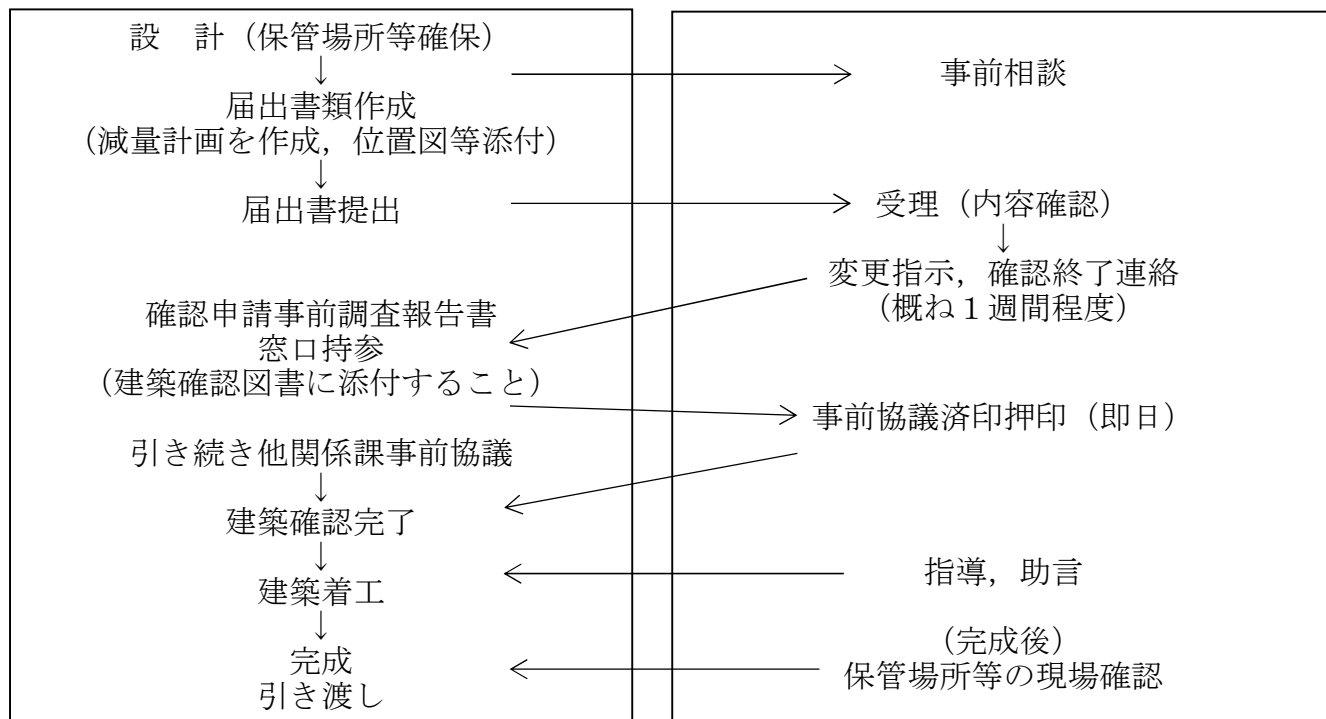 設　計（保管場所等確保）
↓
届出書類作成
（減量計画を作成，位置図等添付）
↓
届出書提出
確認申請事前調査報告書
窓口持参
（建築確認図書に添付すること）
引き続き他関係課事前協議
↓
建築確認完了
↓
建築着工
↓
完成
引き渡し
事前相談
受理（内容確認）
↓
変更指示，確認終了連絡
（概ね１週間程度）
事前協議済印押印（即日）
指導，助言
（完成後）
保管場所等の現場確認